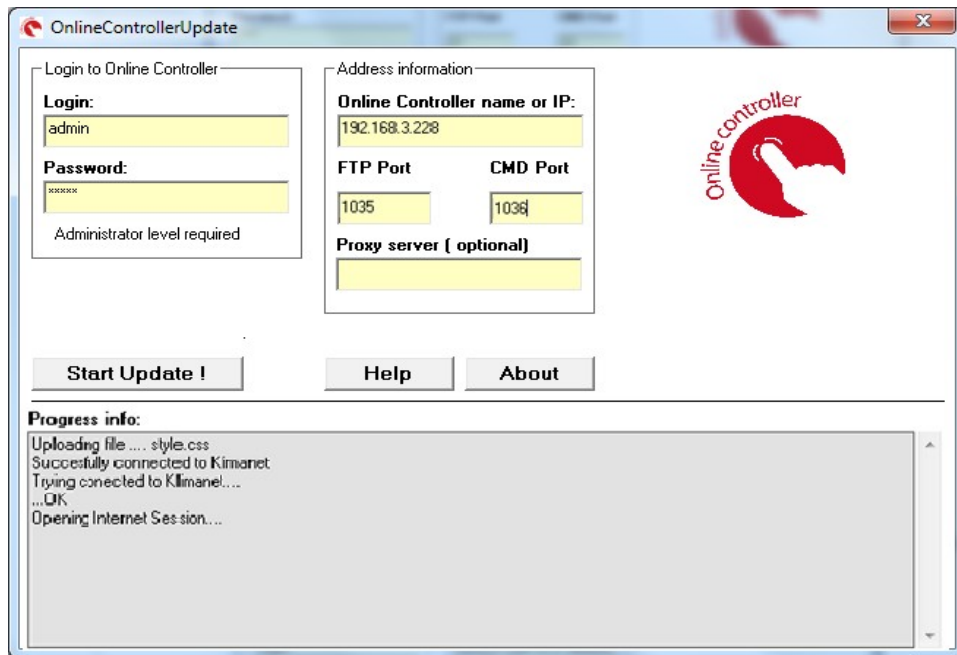 OnlineControllerUpdate
Login to Online Controller
Login:
admin
Password:
xxxxx
Administrator level required
Address information
Online Controller name or IP:
192.168.3.228
FTP Port
CMD Port
1035
1036
Proxy server ( optional)
Online controller
Start Update !
Help
About
Progress info:
Uploading file .... style.css
Succesfully connected to Klimanet
Trying conected to Klimanet....
...OK
Opening Internet Session....